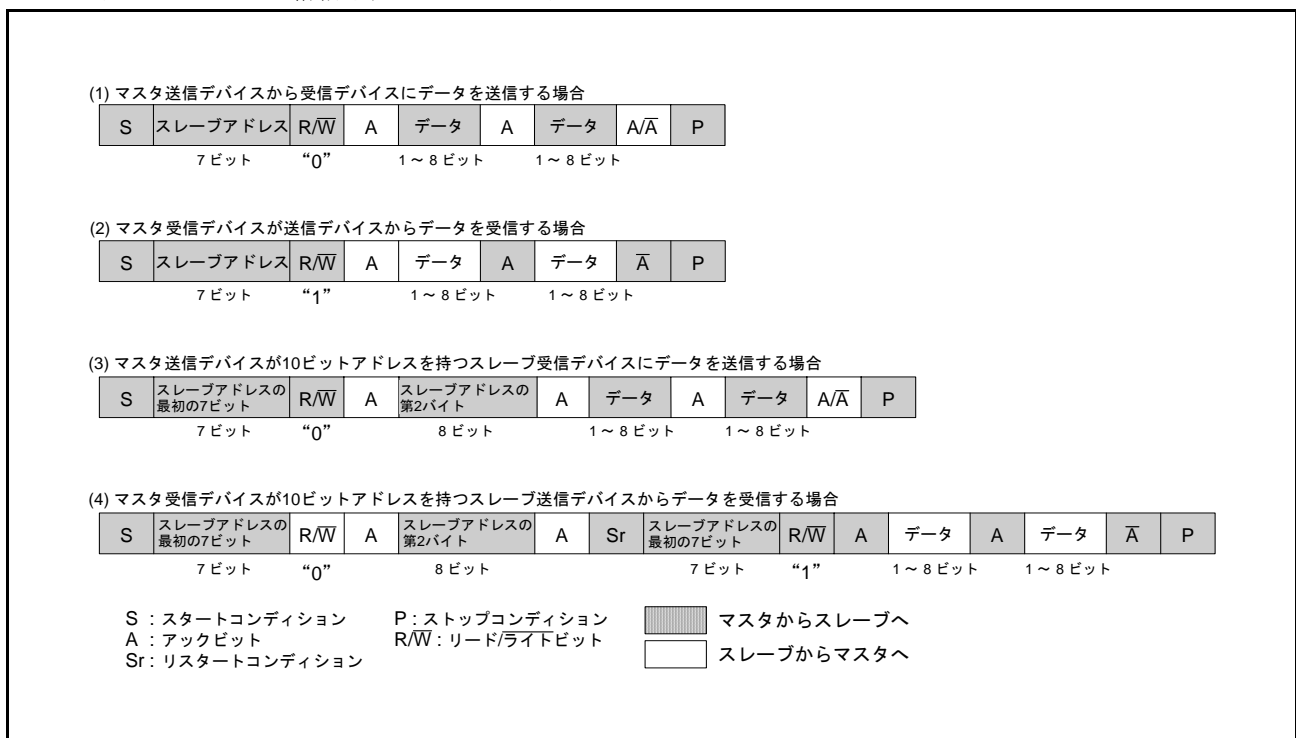 (1) マスタ送信デバイスから受信デバイスにデータを送信する場合
S スレーブアドレス R/W̅ A データ A データ A/A̅ P
7 ビット “0” 1 ~ 8 ビット 1 ~ 8 ビット
(2) マスタ受信デバイスが送信デバイスからデータを受信する場合
S スレーブアドレス R/W̅ A データ A データ A̅ P
7 ビット “1” 1 ~ 8 ビット 1 ~ 8 ビット
(3) マスタ送信デバイスが10ビットアドレスを持つスレーブ受信デバイスにデータを送信する場合
S スレーブアドレスの最初の7ビット R/W̅ A スレーブアドレスの第2バイト A データ A データ A/A̅ P
7 ビット “0” 8 ビット 1 ~ 8 ビット 1 ~ 8 ビット
(4) マスタ受信デバイスが10ビットアドレスを持つスレーブ送信デバイスからデータを受信する場合
S スレーブアドレスの最初の7ビット R/W̅ A スレーブアドレスの第2バイト A Sr スレーブアドレスの最初の7ビット R/W̅ A データ A データ A̅ P
7 ビット “0” 8 ビット 7 ビット “1” 1 ~ 8 ビット 1 ~ 8 ビット
S : スタートコンディション P : ストップコンディション マスタからスレーブへ
A : アックビット R/W̅ : リード/ライトビット
Sr : リスタートコンディション スレーブからマスタへ